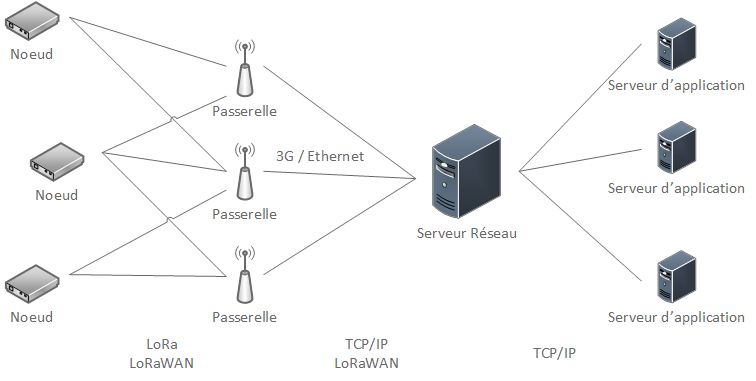 Noeud
Serveur d’application
Passerelle
3G / Ethernet
Noeud
Serveur d’application
Passerelle
Serveur Réseau
Noeud
Passerelle
Serveur d’application
LoRa
LoRaWAN
TCP/IP
LoRaWAN
TCP/IP